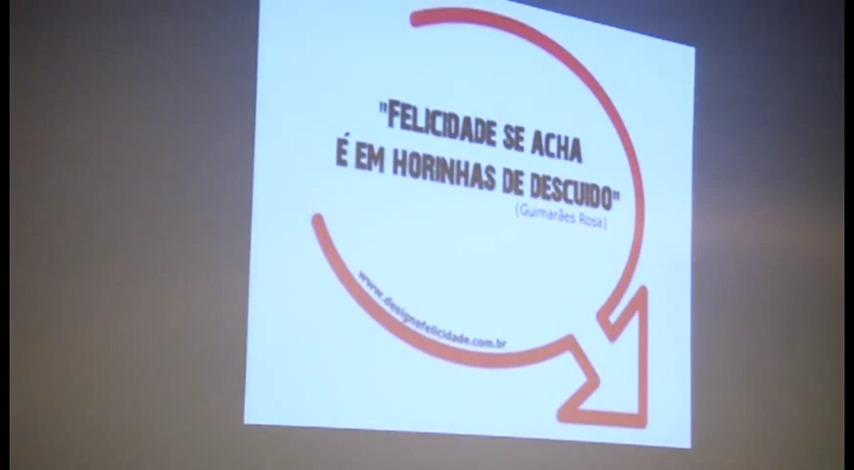 "FELICIDADE SE ACHA
É EM HORINHAS DE DESCUIDO"
(Guimarães Rosa)
www.designefelicidade.com.br